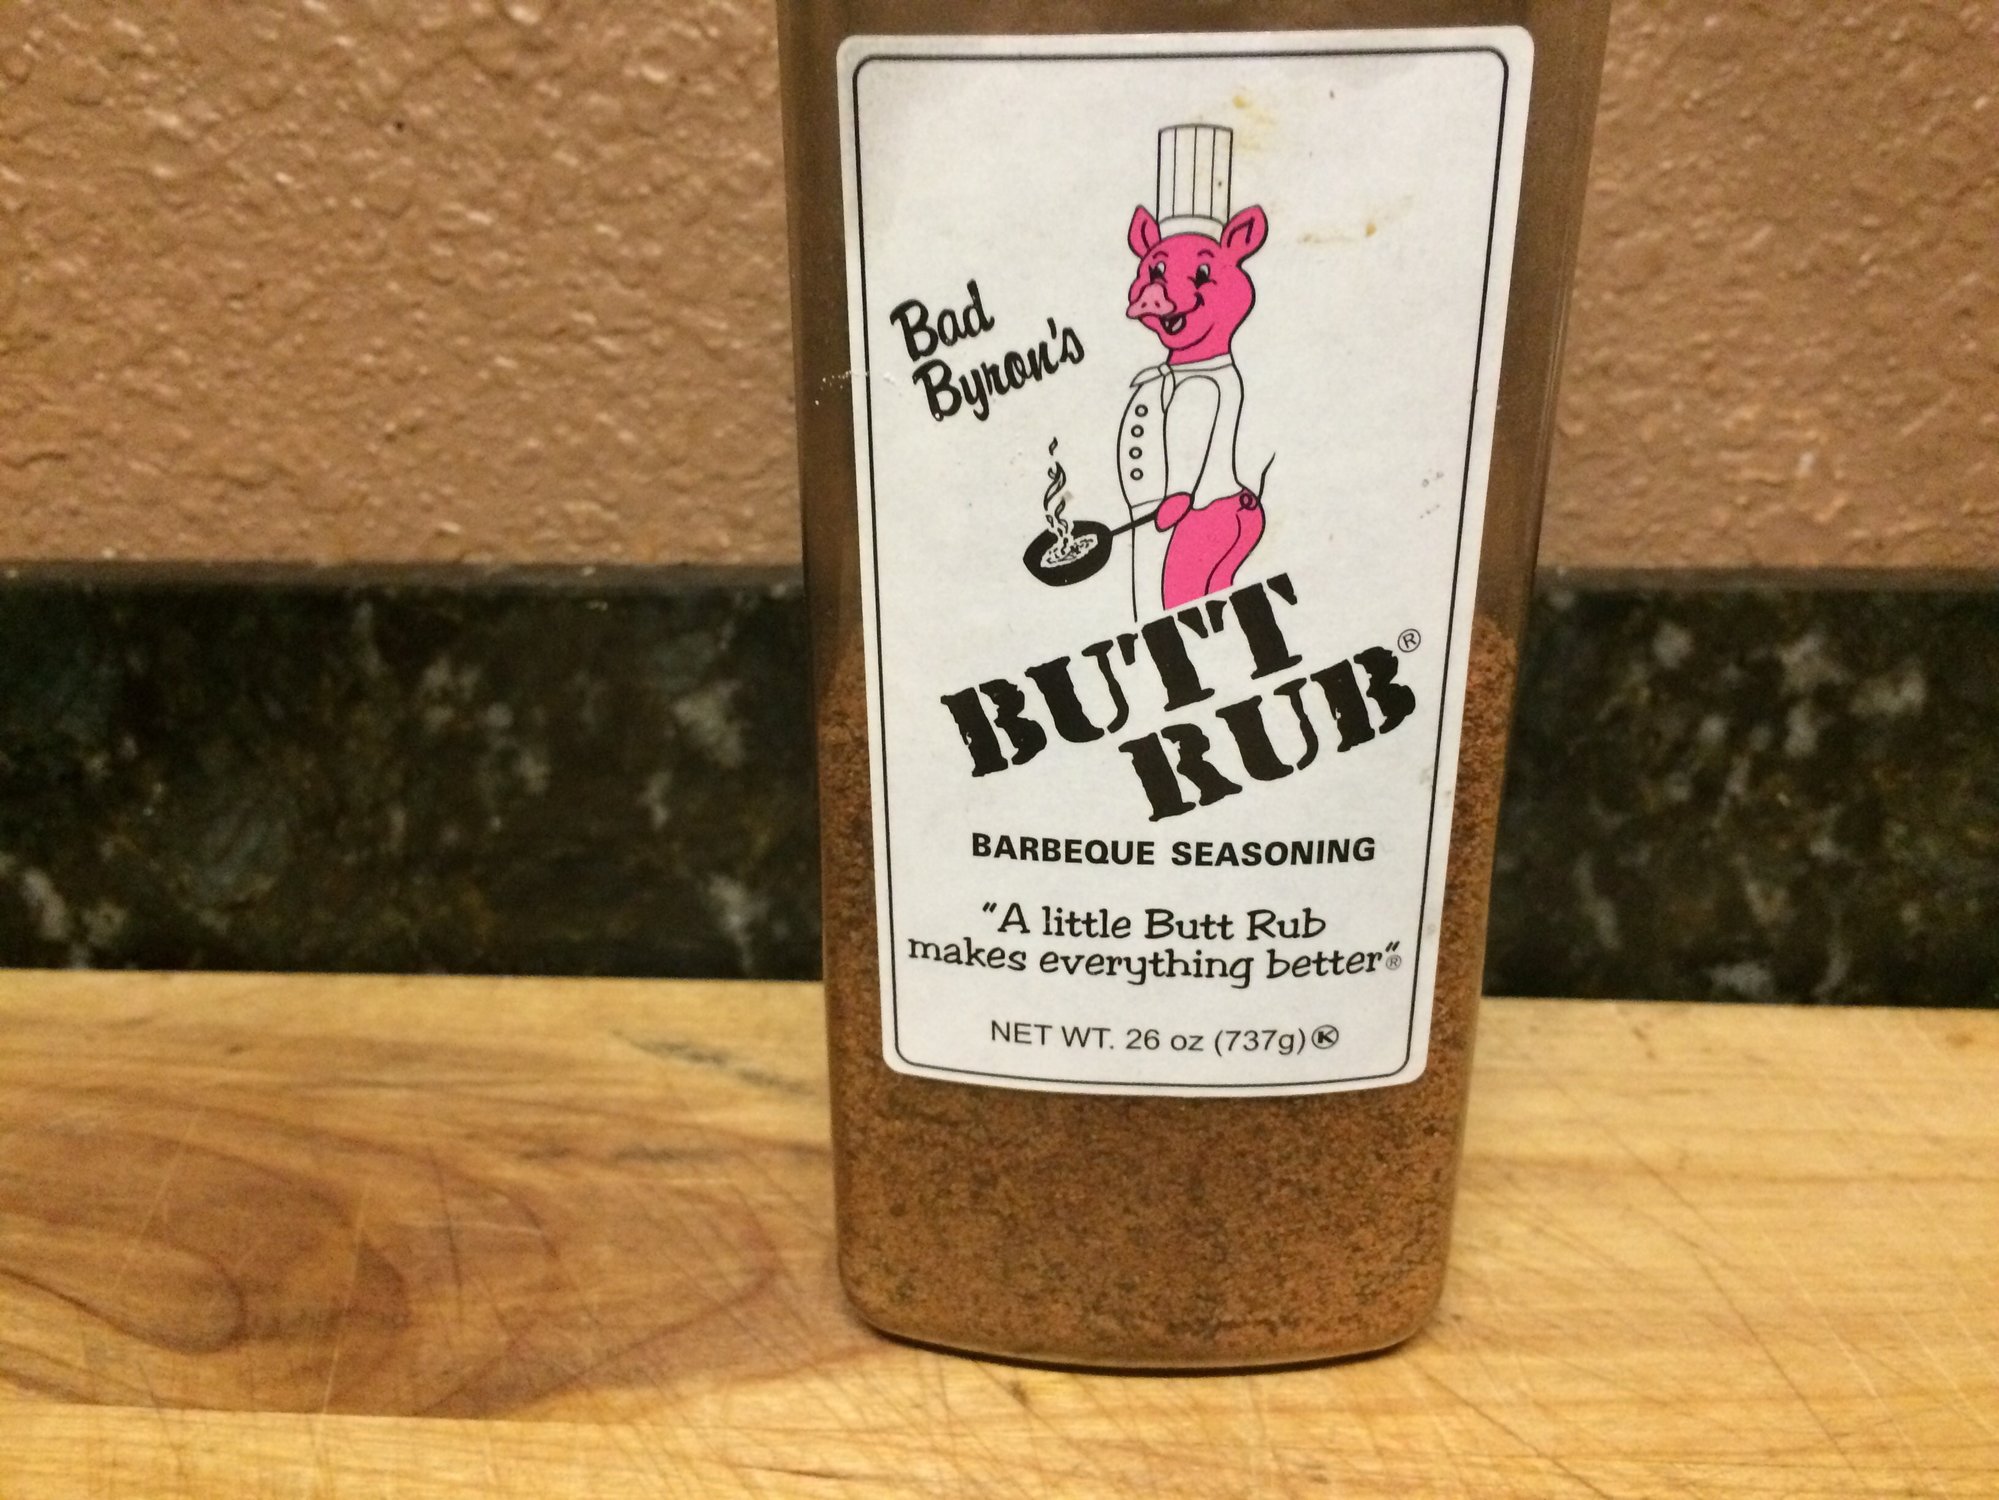 Bad
Byron's
BUTT
RUB®
BARBEQUE SEASONING
"A little Butt Rub
makes everything better"®
NET WT. 26 oz (737g) K